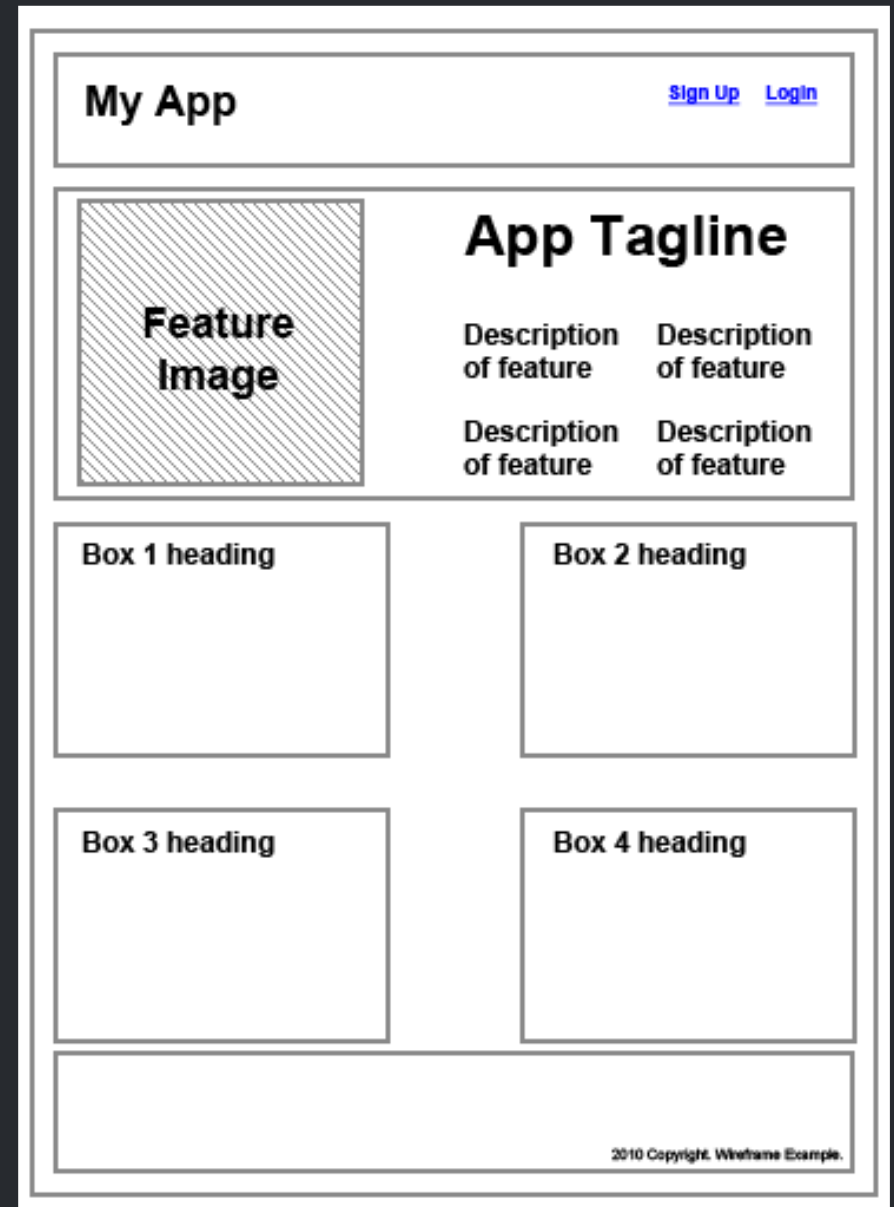 My App
Sign Up Login
App Tagline
Feature
Image
Description
of feature
Description
of feature
Description
of feature
Description
of feature
Box 1 heading
Box 2 heading
Box 3 heading
Box 4 heading
2010 Copyright. Wireframe Example.